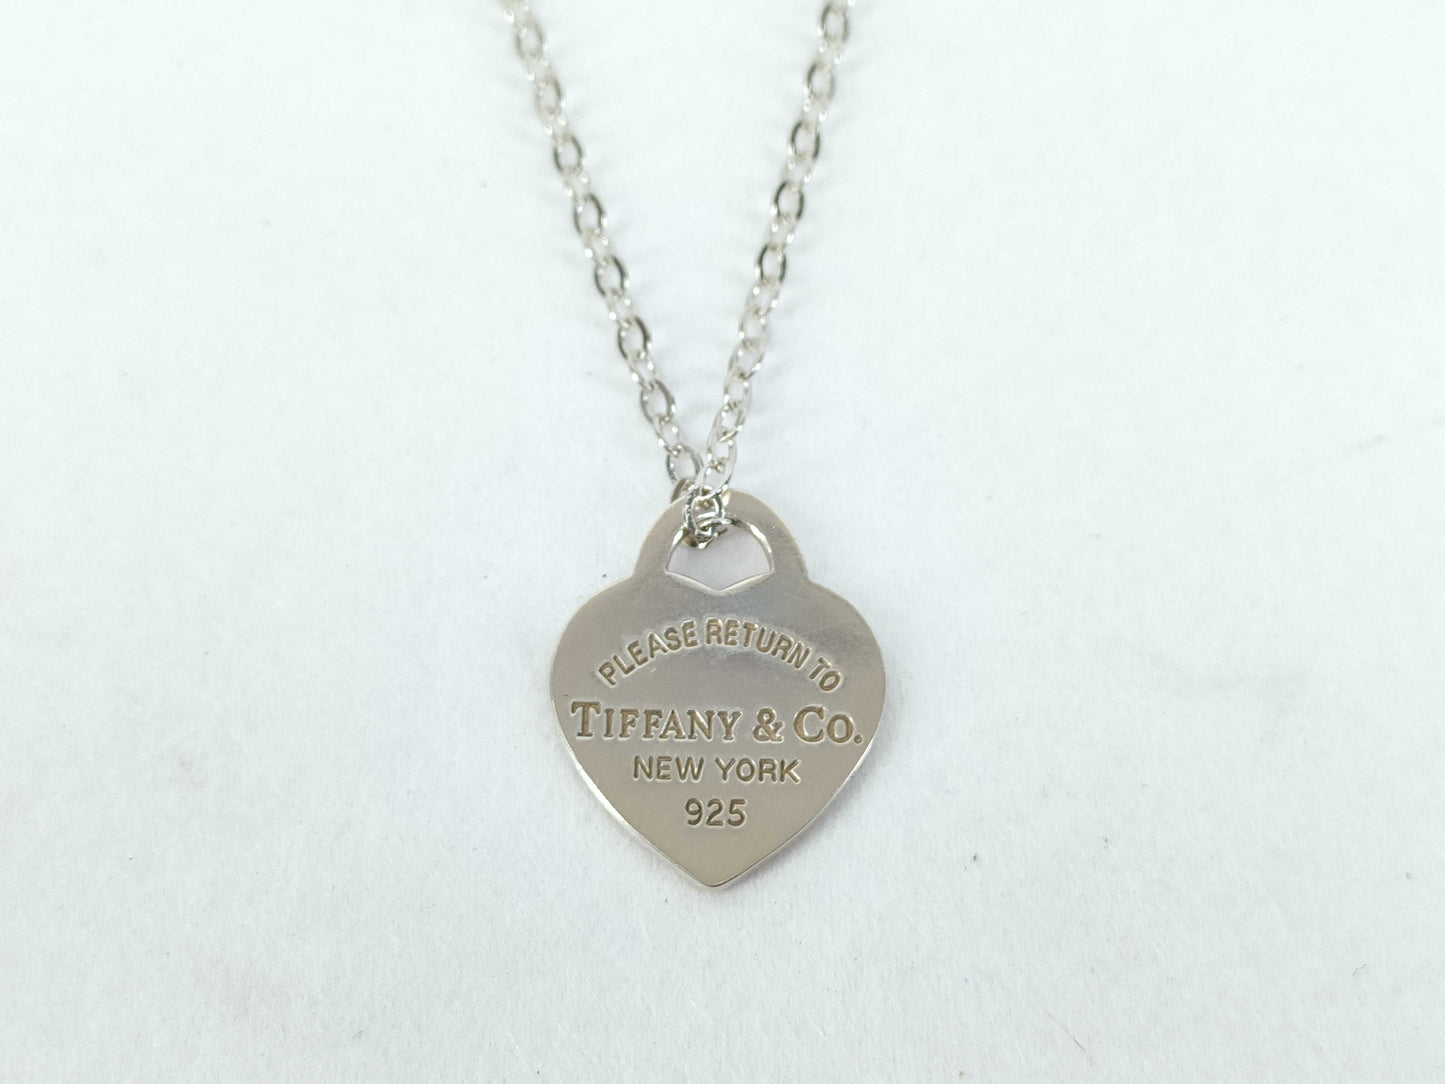 PLEASE RETURN TO
TIFFANY & CO.
NEW YORK
925